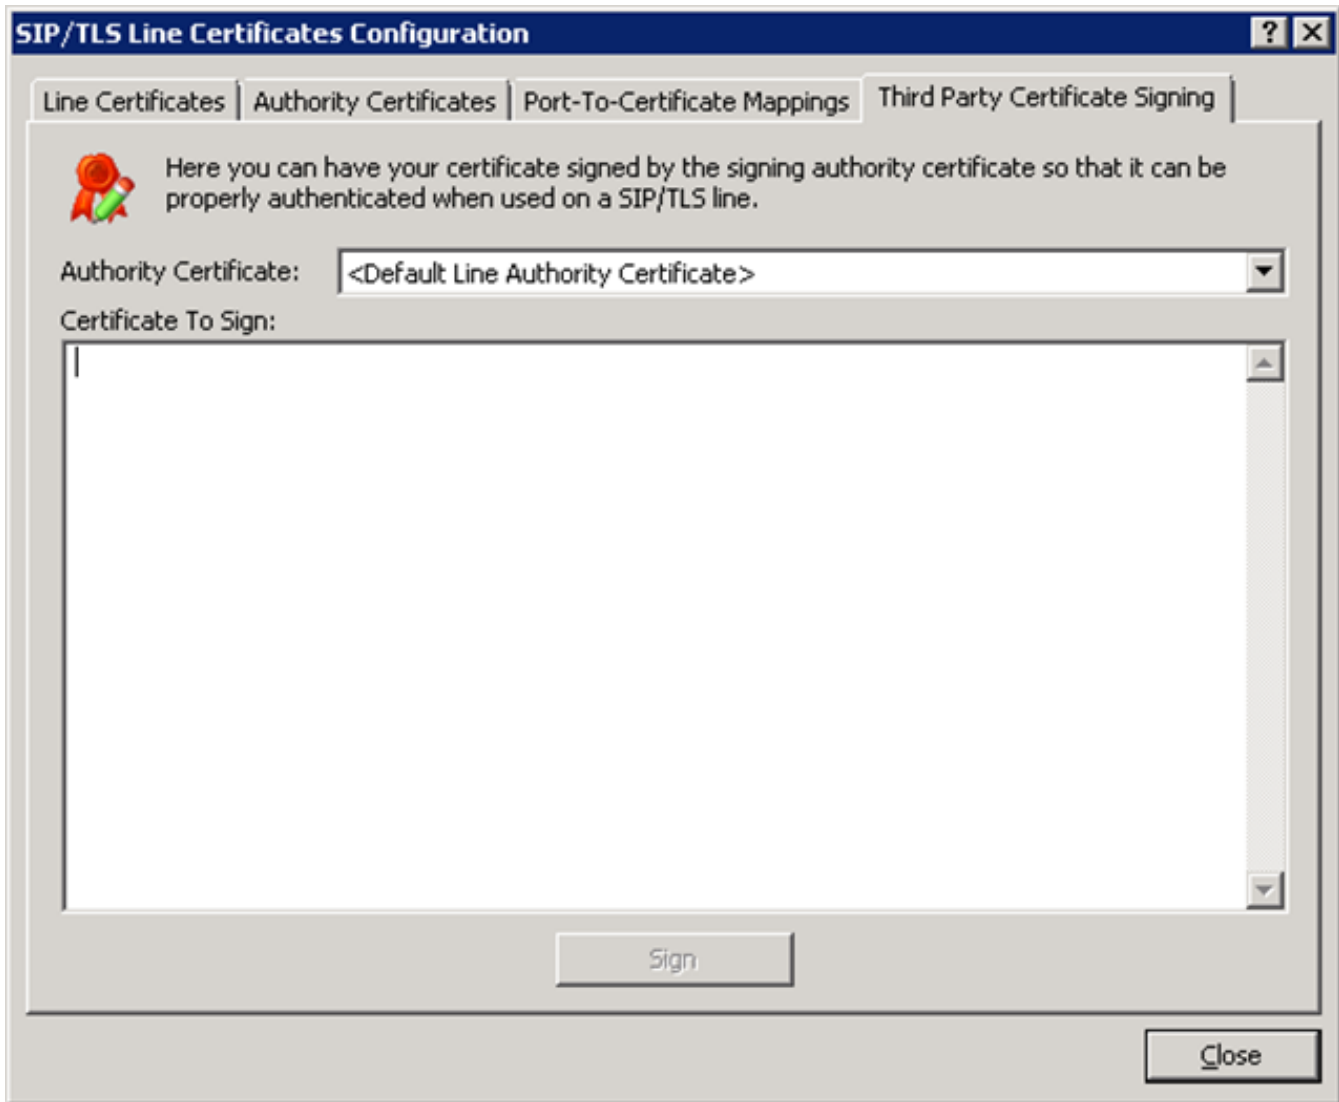 SIP/TLS Line Certificates Configuration
Line Certificates
Authority Certificates
Port-To-Certificate Mappings
Third Party Certificate Signing
Here you can have your certificate signed by the signing authority certificate so that it can be
properly authenticated when used on a SIP/TLS line.
Authority Certificate:
<Default Line Authority Certificate>
Certificate To Sign:
Sign
Close